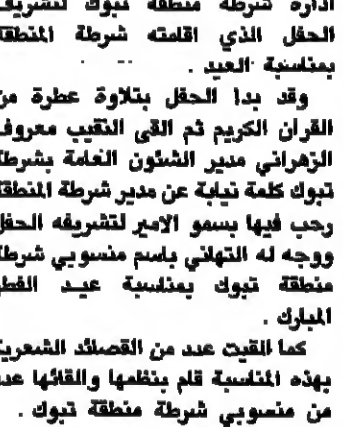 ادارة شرطة منطقة تبوك لتشريف
الحفل الذي اقامته شرطة المنطقة
بمناسبة العيد .
وقد بدا الحفل بتلاوة عطرة من
القران الكريم ثم القى النقيب معروف
الزهراني مدير الشئون العامة بشرطة
تبوك كلمة نيابة عن مدير شرطة المنطقة
رحب فيها بسمو الامير لتشريفه الحفل
ووجه له التهاني باسم منسوبي شرطة
منطقة تبوك بمناسبة عيد الفطر
المبارك .
كما القيت عدد من القصائد الشعرية
بهذه المناسبة قام بنظمها والقائها عدد
من منسوبي شرطة منطقة تبوك .